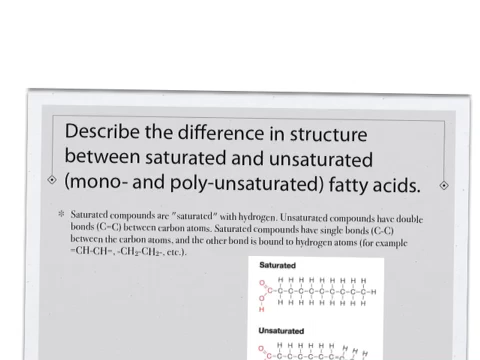 Describe the difference in structure
between saturated and unsaturated
(mono- and poly-unsaturated) fatty acids.
* Saturated compounds are "saturated" with hydrogen. Unsaturated compounds have double
bonds (C=C) between carbon atoms. Saturated compounds have single bonds (C-C)
between the carbon atoms, and the other bond is bound to hydrogen atoms (for example
=CH-CH=, -CH₂-CH₂-, etc.).
Saturated
H H H H H H H H H
O C-C-C-C-C-C-C-C-C-C-H
O H H H H H H H H H
H
Unsaturated
H H H H H H H H H